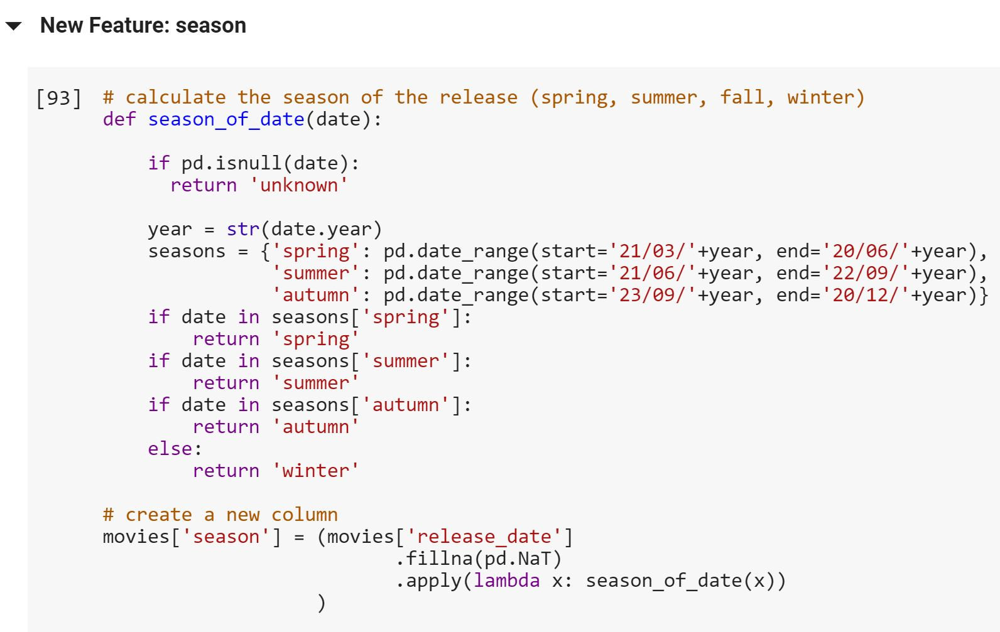 New Feature: season
[93] # calculate the season of the release (spring, summer, fall, winter)
def season_of_date(date):

    if pd.isnull(date):
      return 'unknown'

    year = str(date.year)
    seasons = {'spring': pd.date_range(start='21/03/'+year, end='20/06/'+year),
               'summer': pd.date_range(start='21/06/'+year, end='22/09/'+year),
               'autumn': pd.date_range(start='23/09/'+year, end='20/12/'+year)}
    if date in seasons['spring']:
        return 'spring'
    if date in seasons['summer']:
        return 'summer'
    if date in seasons['autumn']:
        return 'autumn'
    else:
        return 'winter'

# create a new column
movies['season'] = (movies['release_date']
                          .fillna(pd.NaT)
                          .apply(lambda x: season_of_date(x))
                   )